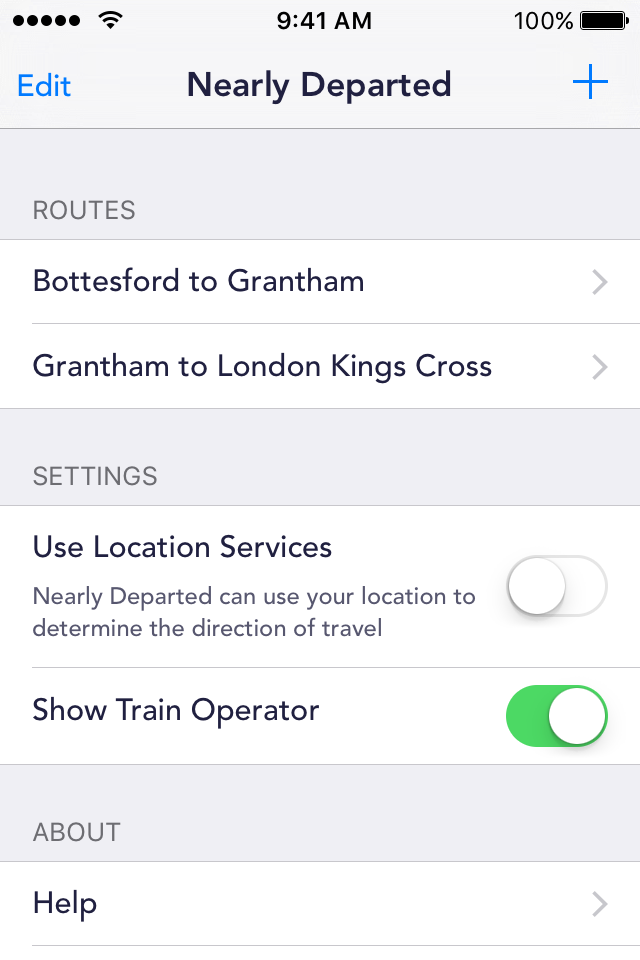 9:41 AM 100%
Edit Nearly Departed
ROUTES
Bottesford to Grantham
Grantham to London Kings Cross
SETTINGS
Use Location Services
Nearly Departed can use your location to
determine the direction of travel
Show Train Operator
ABOUT
Help